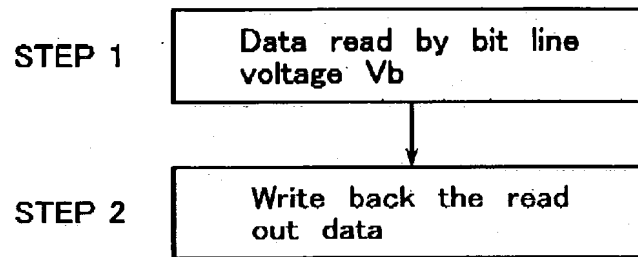 STEP 1
Data read by bit line
voltage Vb
STEP 2
Write back the read
out data